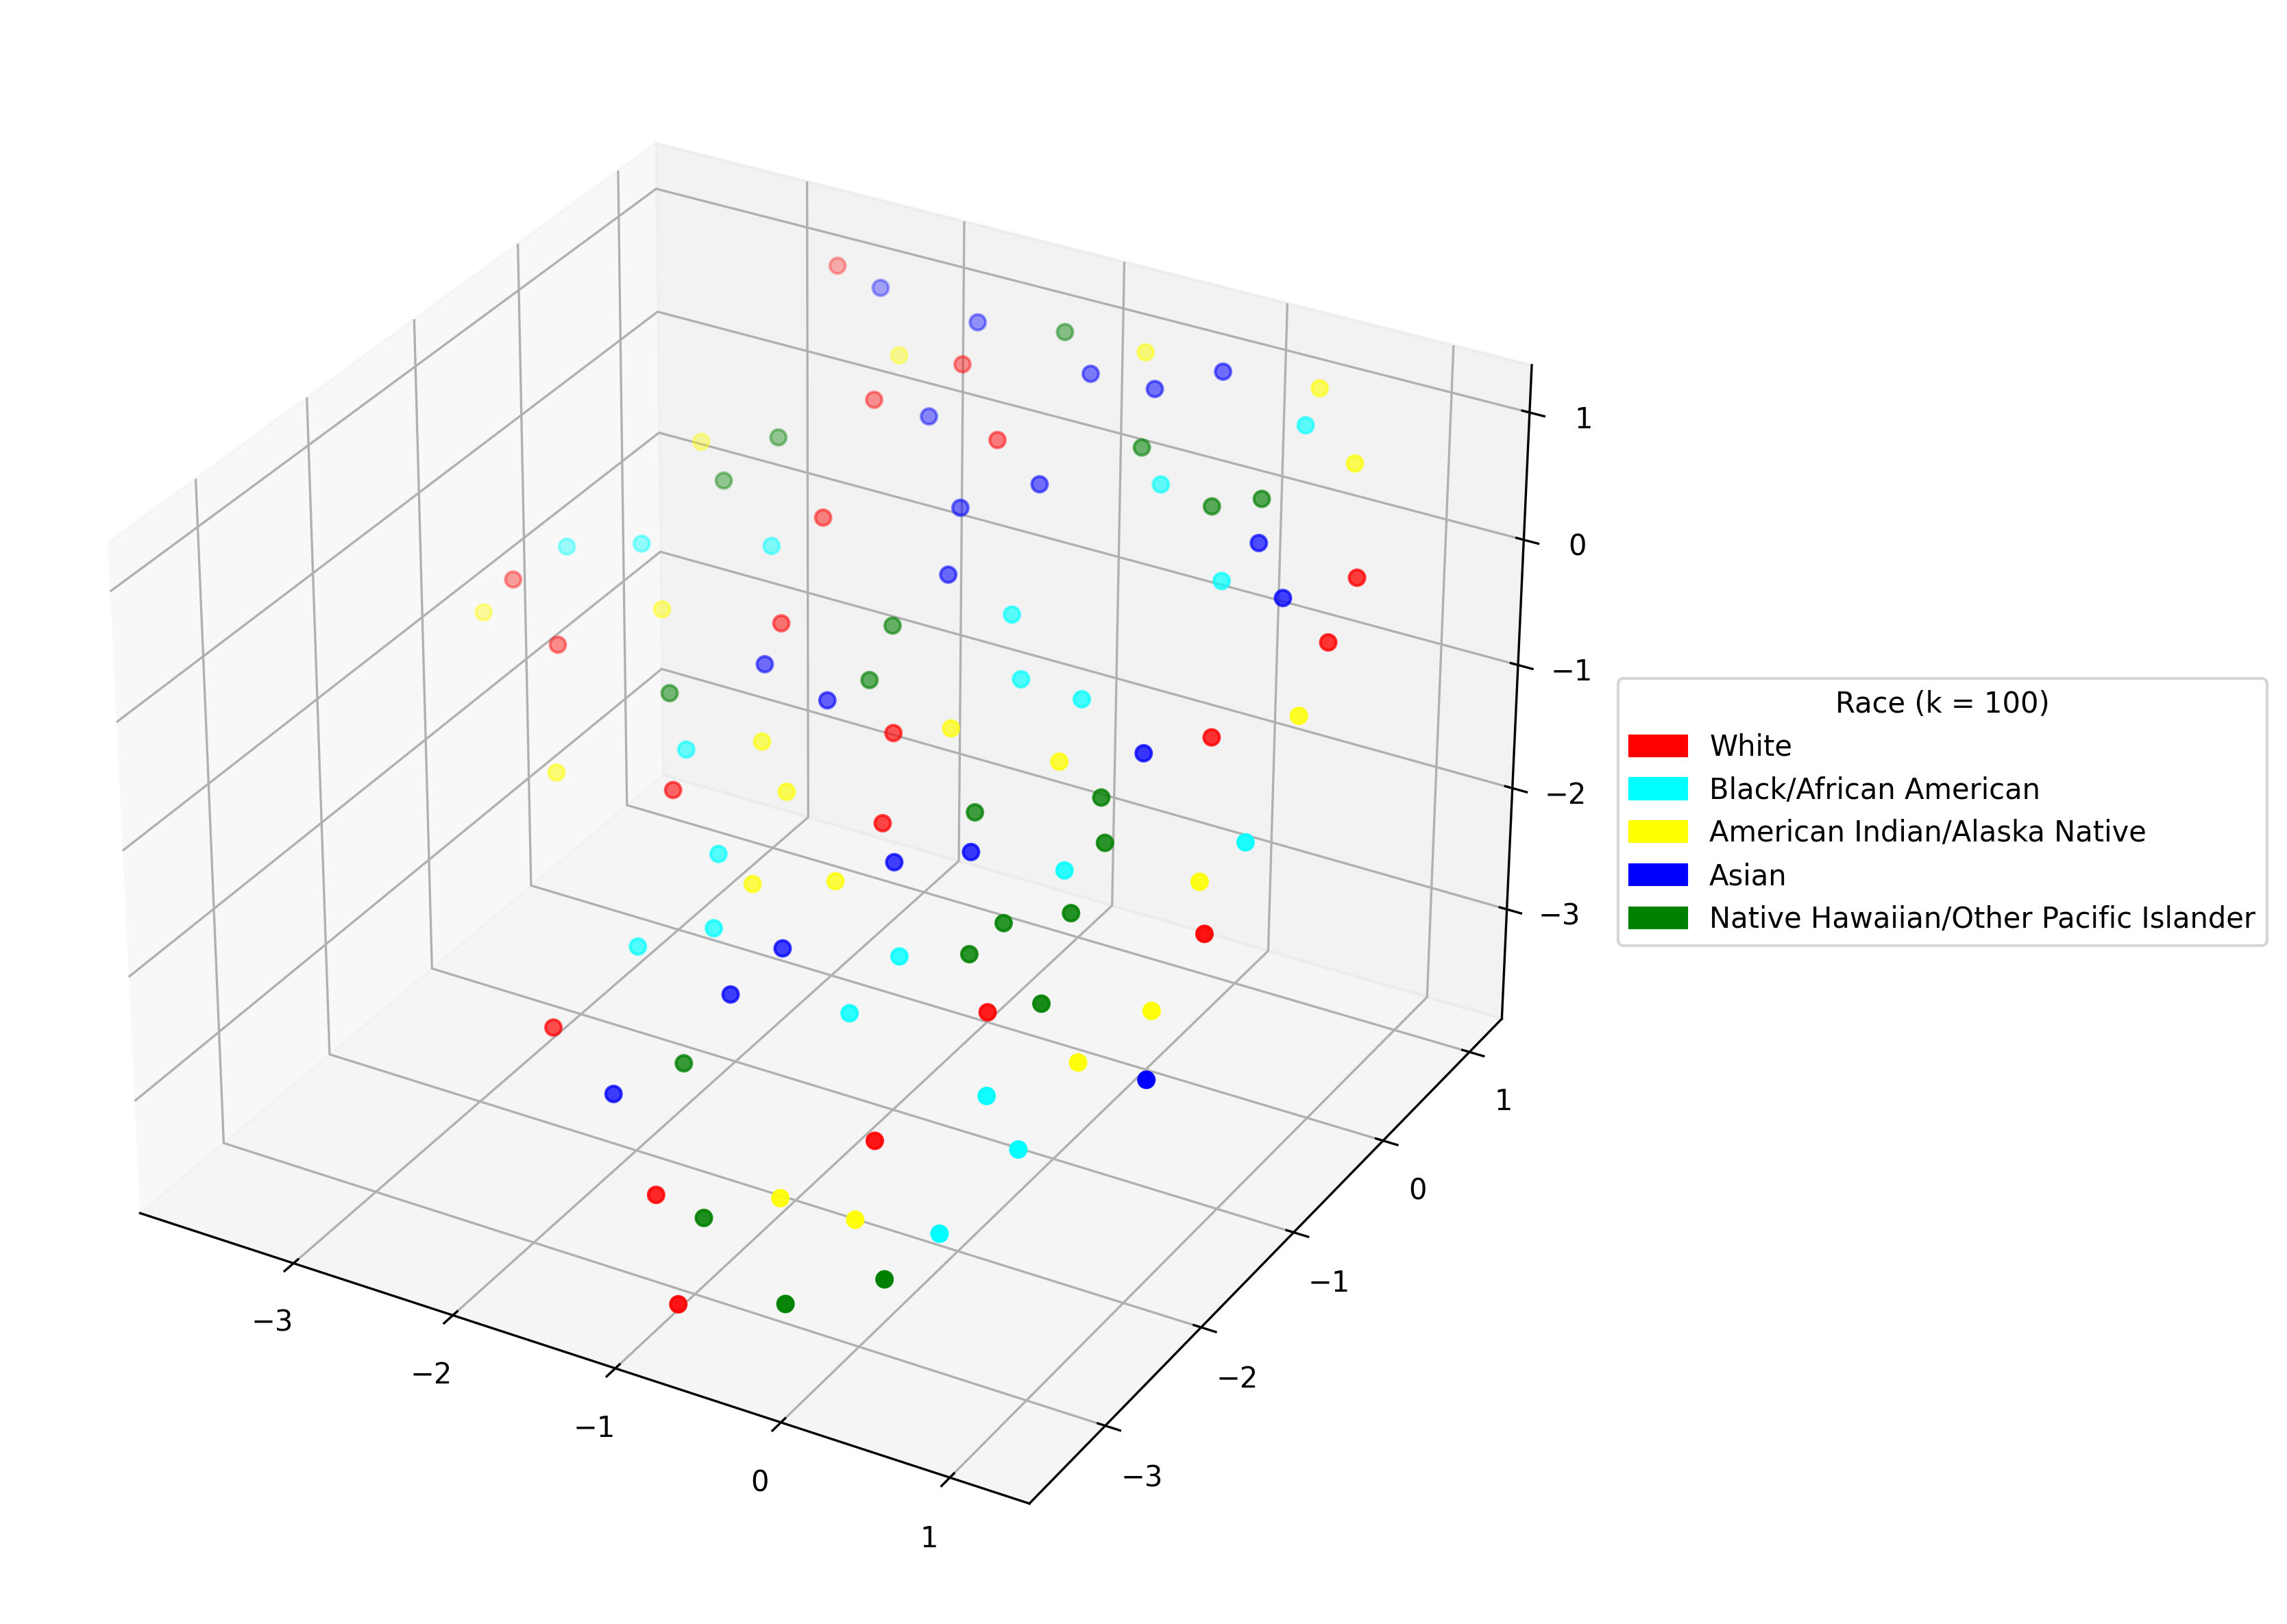 1
0
−1
−2
−3
Race (k = 100)
White
Black/African American
American Indian/Alaska Native
Asian
Native Hawaiian/Other Pacific Islander
1
0
−1
−2
−3
−3
−2
−1
0
1